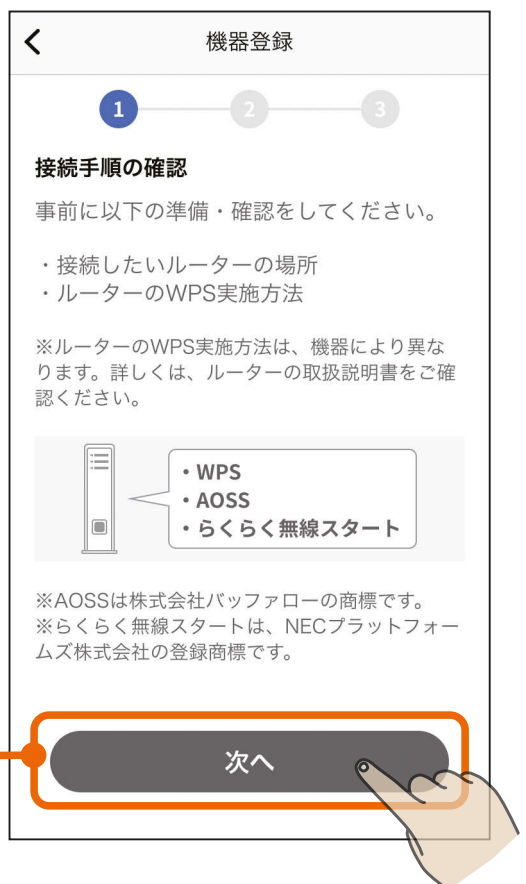 機器登録
1 2 3
接続手順の確認
事前に以下の準備・確認をしてください。
・接続したいルーターの場所
・ルーターのWPS実施方法
※ルーターのWPS実施方法は、機器により異な
ります。詳しくは、ルーターの取扱説明書をご確
認ください。
・WPS
・AOSS
・らくらく無線スタート
※AOSSは株式会社バッファローの商標です。
※らくらく無線スタートは、NECプラットフォー
ムズ株式会社の登録商標です。
次へ